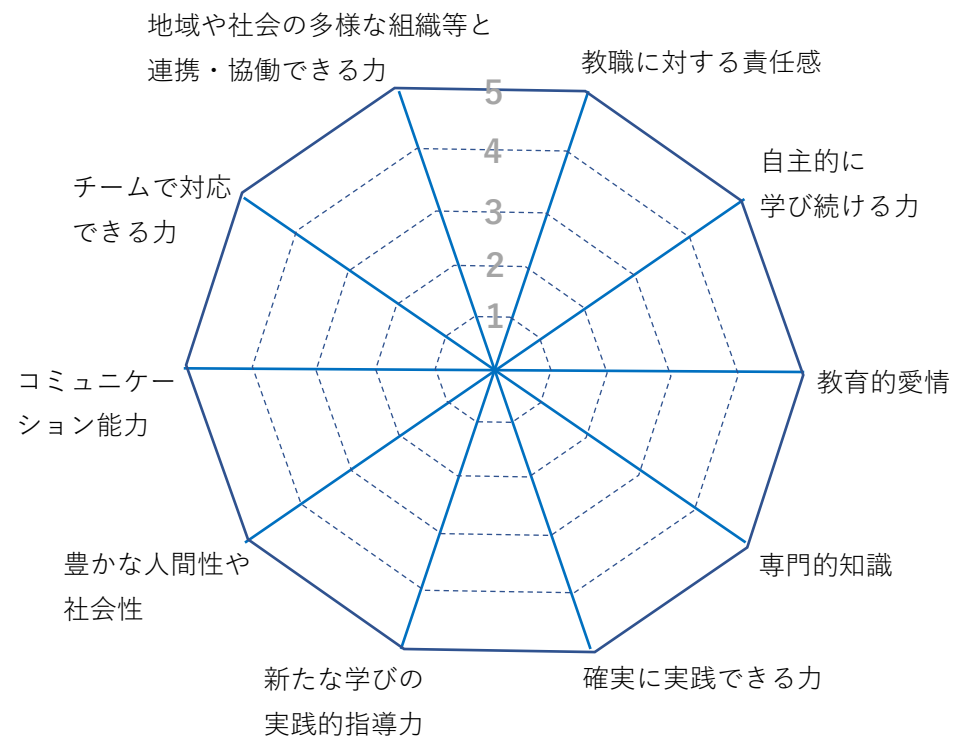 地域や社会の多様な組織等と
連携・協働できる力
教職に対する責任感
自主的に
学び続ける力
教育的愛情
専門的知識
確実に実践できる力
新たな学びの
実践的指導力
豊かな人間性や
社会性
コミュニケー
ション能力
チームで対応
できる力
5
4
3
2
1